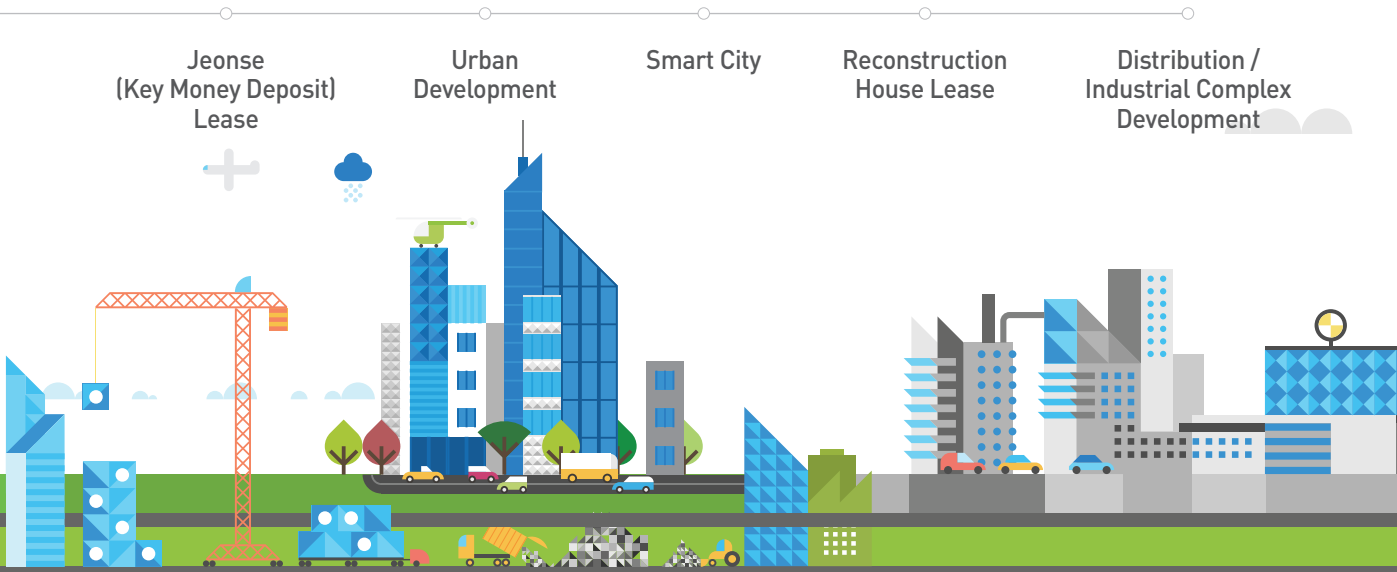 Jeonse
(Key Money Deposit)
Lease
Urban
Development
Smart City
Reconstruction
House Lease
Distribution /
Industrial Complex
Development